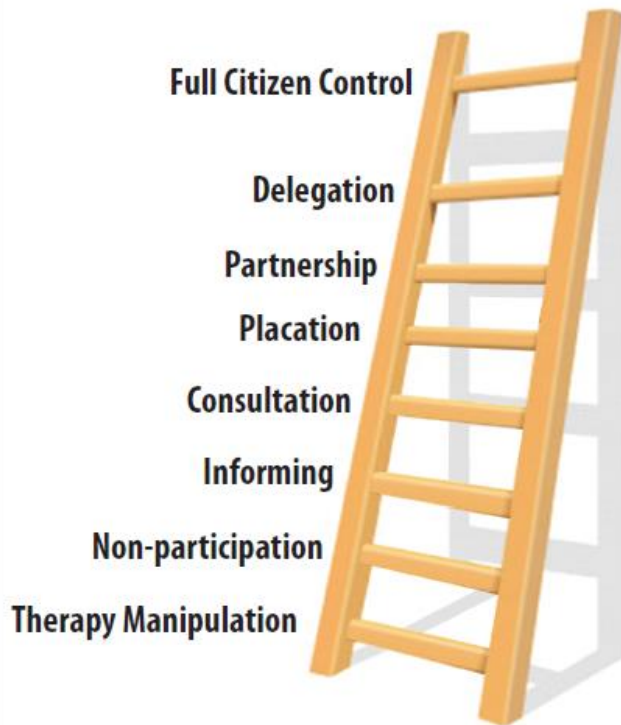 Full Citizen Control
Delegation
Partnership
Placation
Consultation
Informing
Non-participation
Therapy Manipulation